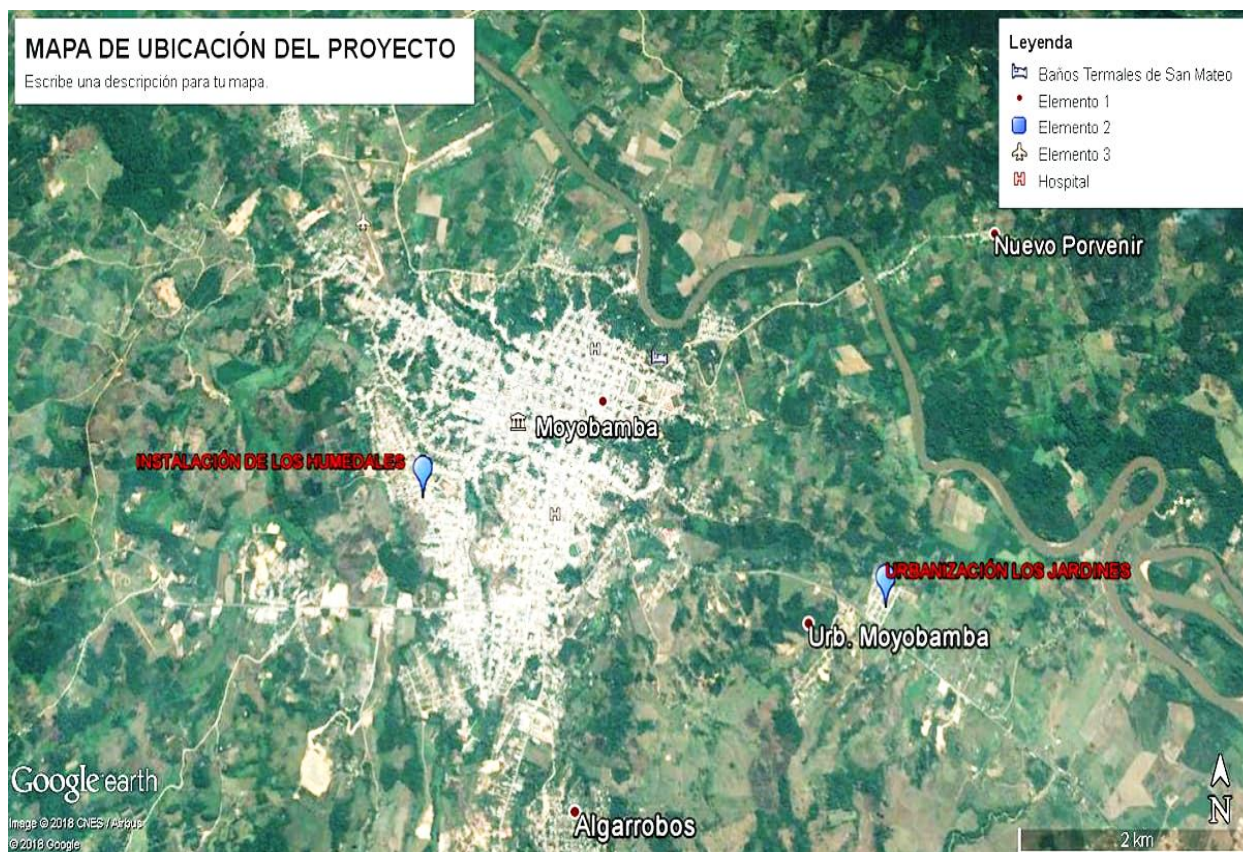 MAPA DE UBICACIÓN DEL PROYECTO
Escribe una descripción para tu mapa.
Leyenda
Baños Termales de San Mateo
Elemento 1
Elemento 2
Elemento 3
H Hospital
Nuevo Porvenir
H
Moyobamba
INSTALACIÓN DE LOS HUMEDALES
H
URBANIZACIÓN LOS JARDINES
Urb. Moyobamba
Algarrobos
Google earth
Image © 2018 CNES / Airbus
© 2018 Google
N
2 km